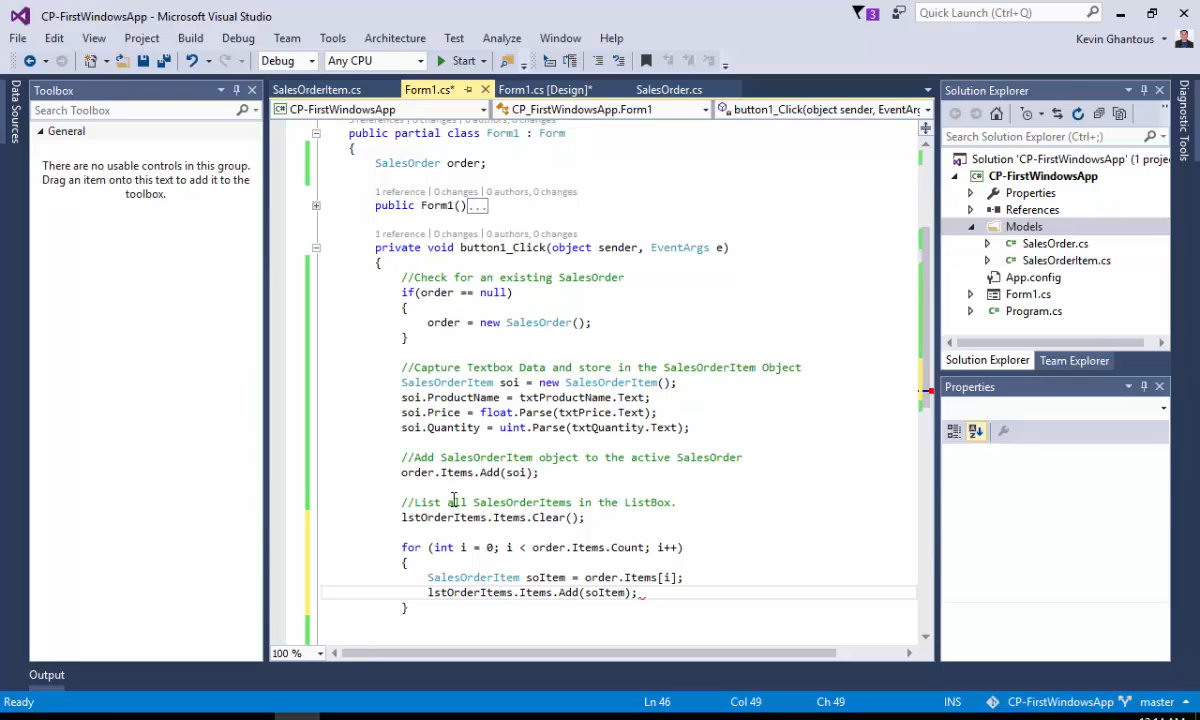 CP-FirstWindowsApp - Microsoft Visual Studio
3
Quick Launch (Ctrl+Q)
File Edit View Project Build Debug Team Tools Architecture Test Analyze Window Help
Kevin Ghantous
Debug Any CPU Start
Data Sources
Toolbox
Search Toolbox
General
There are no usable controls in this group.
Drag an item onto this text to add it to the
toolbox.
SalesOrderItem.cs Form1.cs* Form1.cs [Design]* SalesOrder.cs
CP-FirstWindowsApp CP_FirstWindowsApp.Form1 button1_Click(object sender, EventArg
public partial class Form1 : Form
{
SalesOrder order;
1 reference | 0 changes | 0 authors, 0 changes
public Form1()...
1 reference | 0 changes | 0 authors, 0 changes
private void button1_Click(object sender, EventArgs e)
{
//Check for an existing SalesOrder
if(order == null)
{
order = new SalesOrder();
}
//Capture Textbox Data and store in the SalesOrderItem Object
SalesOrderItem soi = new SalesOrderItem();
soi.ProductName = txtProductName.Text;
soi.Price = float.Parse(txtPrice.Text);
soi.Quantity = uint.Parse(txtQuantity.Text);
//Add SalesOrderItem object to the active SalesOrder
order.Items.Add(soi);
//List all SalesOrderItems in the ListBox.
lstOrderItems.Items.Clear();
for (int i = 0; i < order.Items.Count; i++)
{
SalesOrderItem soItem = order.Items[i];
lstOrderItems.Items.Add(soItem);
}
100 %
Solution Explorer
Search Solution Explorer (Ctrl+;)
Solution 'CP-FirstWindowsApp' (1 projec
CP-FirstWindowsApp
Properties
References
Models
SalesOrder.cs
SalesOrderItem.cs
App.config
Form1.cs
Program.cs
Solution Explorer Team Explorer
Properties
Diagnostic Tools
Output
Ready Ln 46 Col 49 Ch 49 INS CP-FirstWindowsApp master